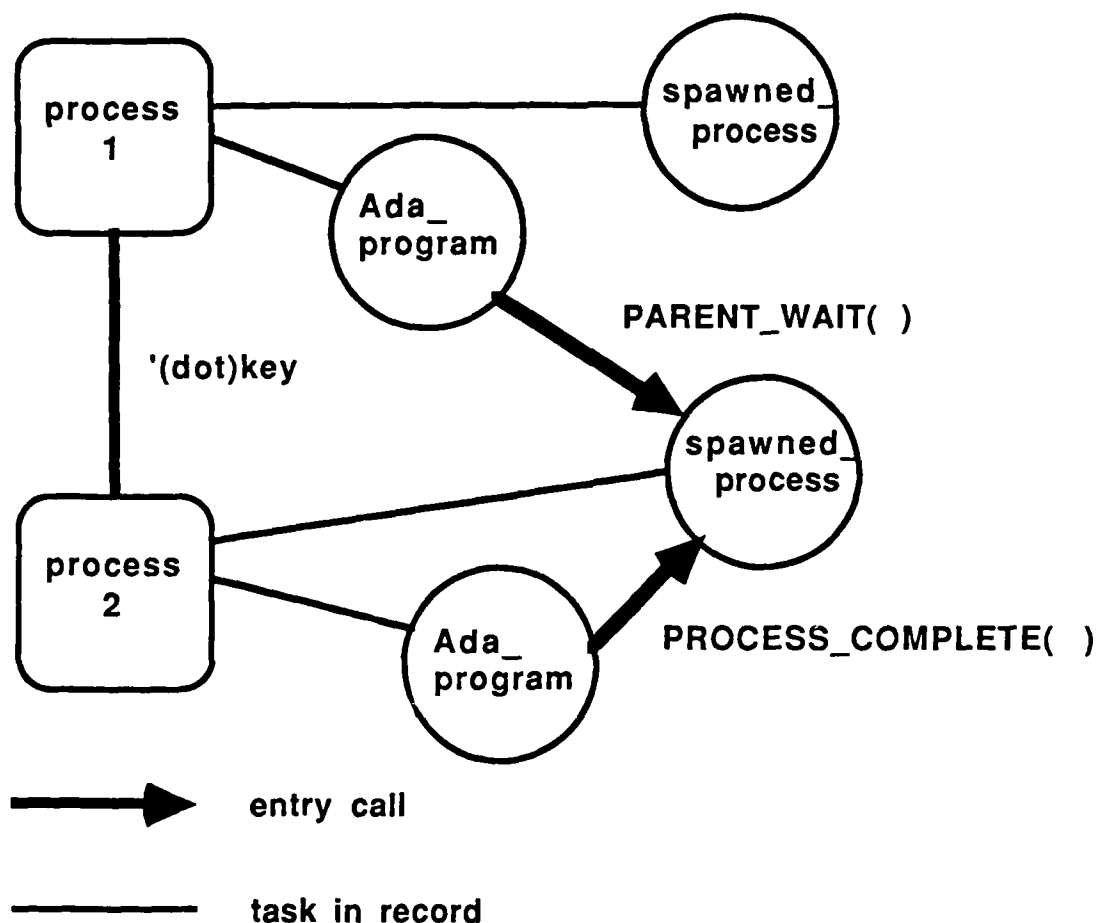 process
1
spawned_
process
Ada_
program
PARENT_WAIT( )
'(dot)key
spawned_
process
process
2
Ada_
program
PROCESS_COMPLETE( )
entry call
task in record